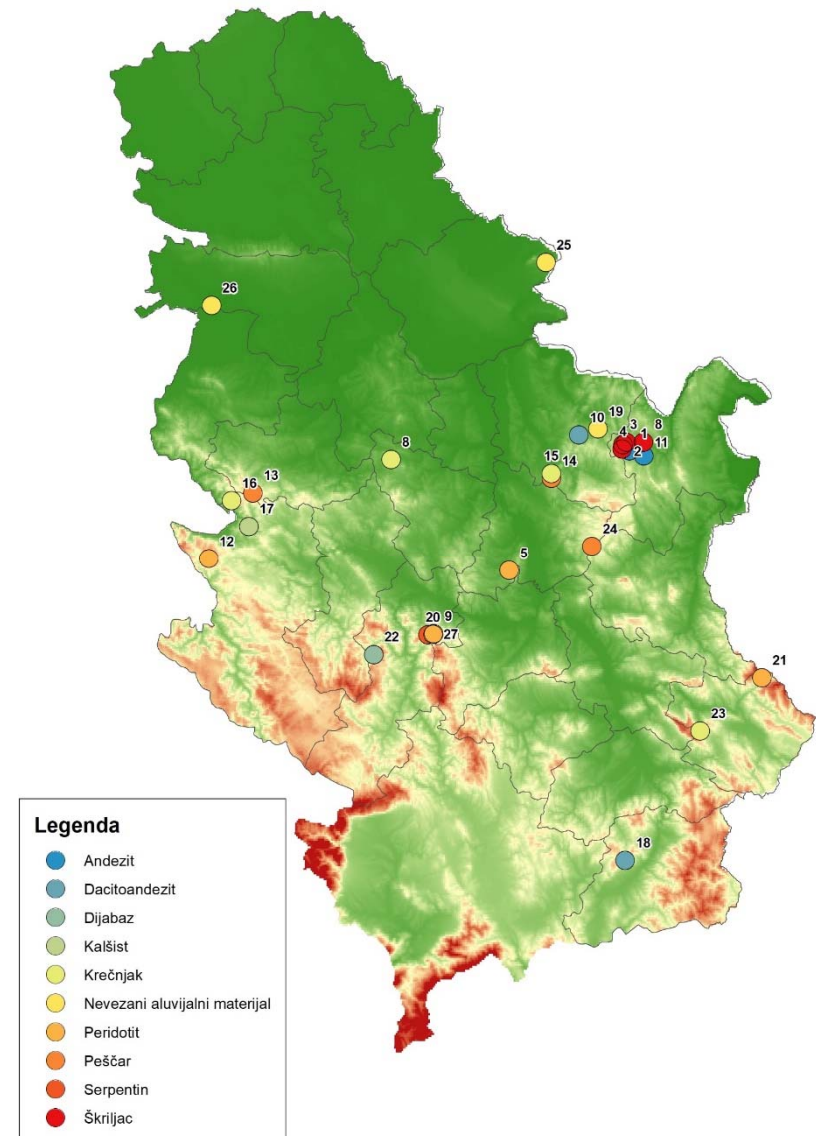 25
26
10 19 3 8
4 1
2 11
8
15
14
13
16
17
24
12
5
20 9
27
22
21
23
18
Legenda
Andezit
Dacitoandezit
Dijabaz
Kalšist
Krečnjak
Nevezani aluvijalni materijal
Peridotit
Peščar
Serpentin
Škriljac